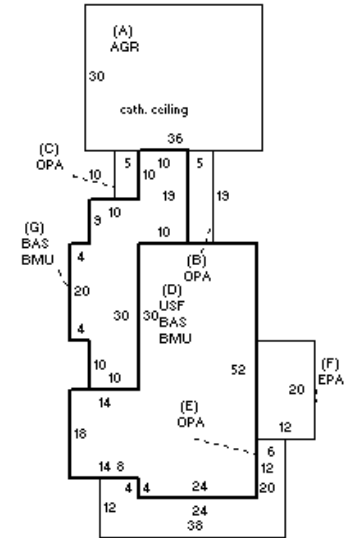 (A)
AGR
30
cath. ceiling
36
(C)
OPA
5 10 5
10 10 19 19
10
9
10
(G)
BAS
BMU
4
(B)
OPA
20
(D)
USF
BAS
BMU
30 30
4
52
(F)
EPA
10
10
20
14
(E)
OPA
12
18
6
14 8
12
4 4 24 20
12
24
38